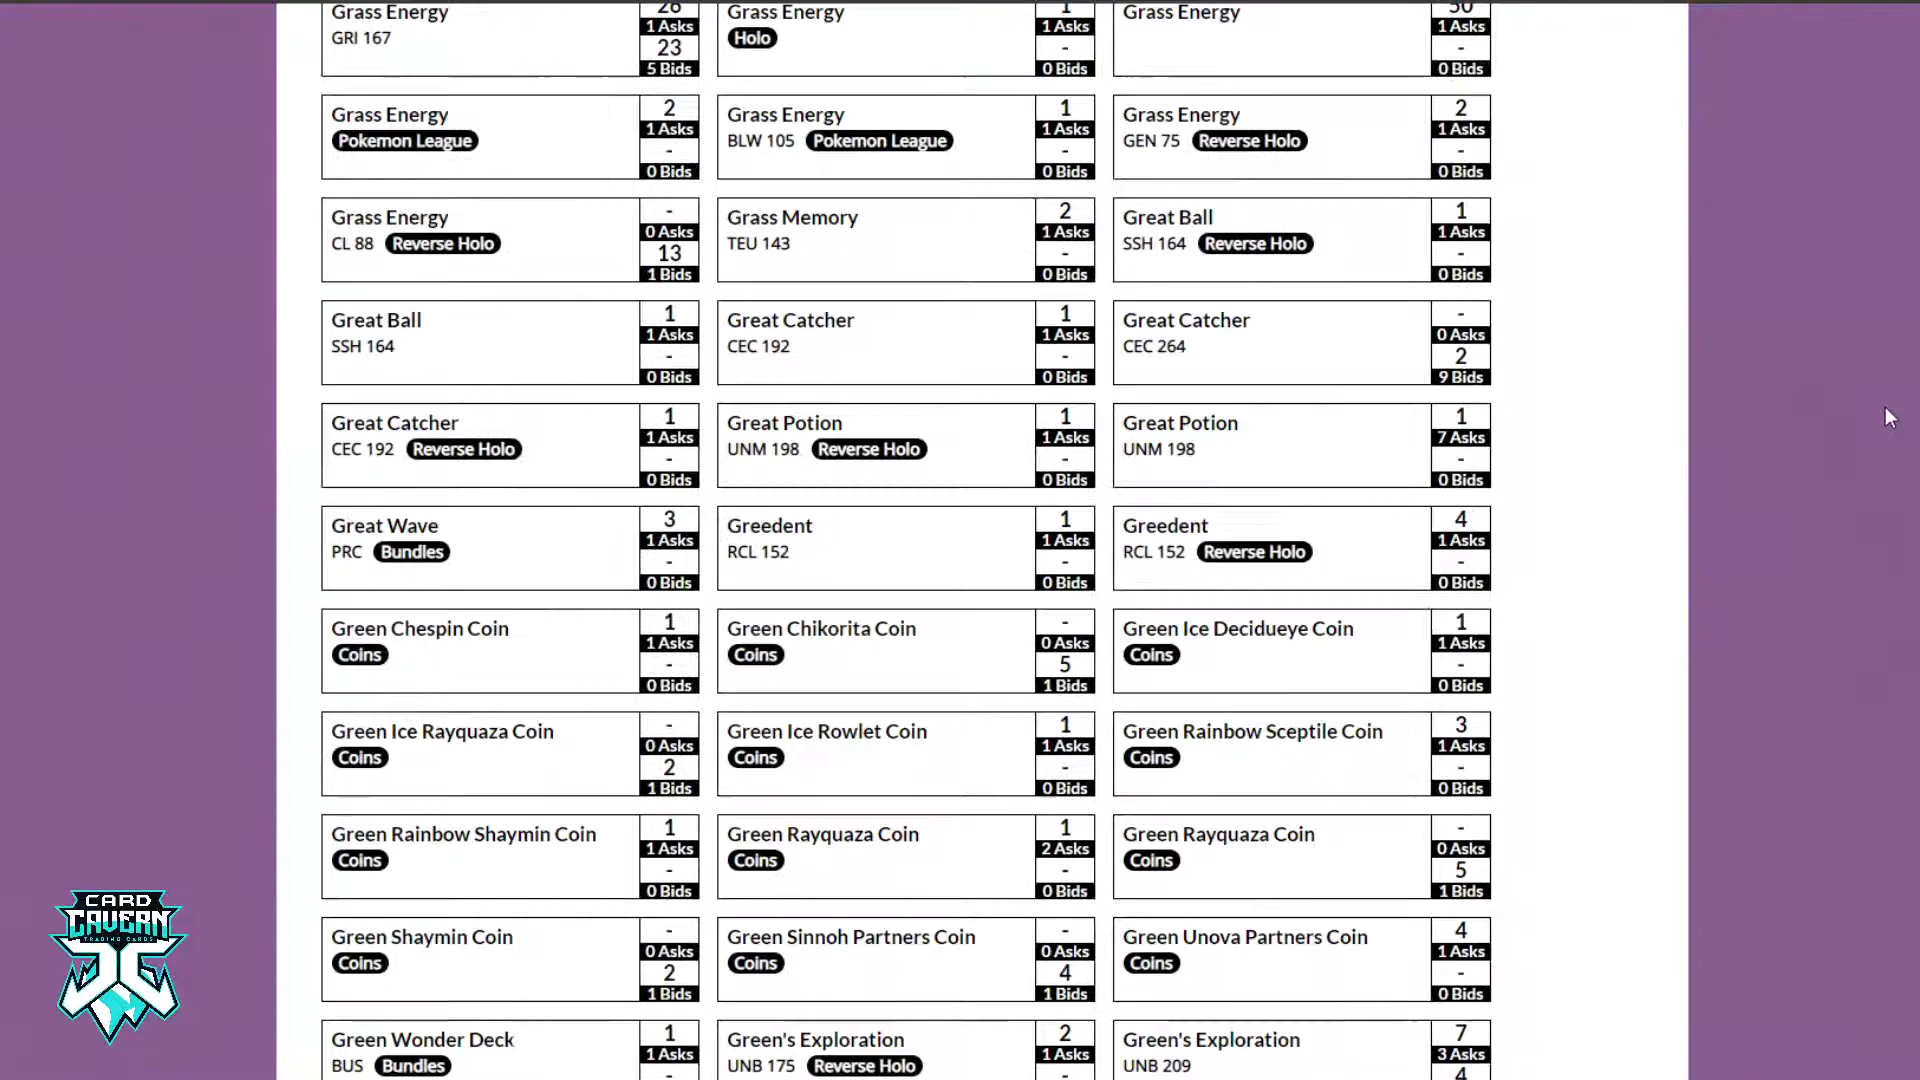 Grass Energy 26
GRI 167 1 Asks
23
5 Bids
Grass Energy 1
Holo 1 Asks
-
0 Bids
Grass Energy 50
1 Asks
-
0 Bids
Grass Energy 2
Pokemon League 1 Asks
-
0 Bids
Grass Energy 1
BLW 105 Pokemon League 1 Asks
-
0 Bids
Grass Energy 2
GEN 75 Reverse Holo 1 Asks
-
0 Bids
Grass Energy -
CL 88 Reverse Holo 0 Asks
13
1 Bids
Grass Memory 2
TEU 143 1 Asks
-
0 Bids
Great Ball 1
SSH 164 Reverse Holo 1 Asks
-
0 Bids
Great Ball 1
SSH 164 1 Asks
-
0 Bids
Great Catcher 1
CEC 192 1 Asks
-
0 Bids
Great Catcher -
CEC 264 0 Asks
2
9 Bids
Great Catcher 1
CEC 192 Reverse Holo 1 Asks
-
0 Bids
Great Potion 1
UNM 198 Reverse Holo 1 Asks
-
0 Bids
Great Potion 1
UNM 198 7 Asks
-
0 Bids
Great Wave 3
PRC Bundles 1 Asks
-
0 Bids
Greedent 1
RCL 152 1 Asks
-
0 Bids
Greedent 4
RCL 152 Reverse Holo 1 Asks
-
0 Bids
Green Chespin Coin 1
Coins 1 Asks
-
0 Bids
Green Chikorita Coin -
Coins 0 Asks
5
1 Bids
Green Ice Decidueye Coin 1
Coins 1 Asks
-
0 Bids
Green Ice Rayquaza Coin -
Coins 0 Asks
2
1 Bids
Green Ice Rowlet Coin 1
Coins 1 Asks
-
0 Bids
Green Rainbow Sceptile Coin 3
Coins 1 Asks
-
0 Bids
Green Rainbow Shaymin Coin 1
Coins 1 Asks
-
0 Bids
Green Rayquaza Coin 1
Coins 2 Asks
-
0 Bids
Green Rayquaza Coin -
Coins 0 Asks
5
1 Bids
Green Shaymin Coin -
Coins 0 Asks
2
1 Bids
Green Sinnoh Partners Coin -
Coins 0 Asks
4
1 Bids
Green Unova Partners Coin 4
Coins 1 Asks
-
0 Bids
Green Wonder Deck 1
BUS Bundles 1 Asks
-
Green's Exploration 2
UNB 175 Reverse Holo 1 Asks
-
Green's Exploration 7
UNB 209 3 Asks
4
CARD
CAVERN
TRADING CARDS